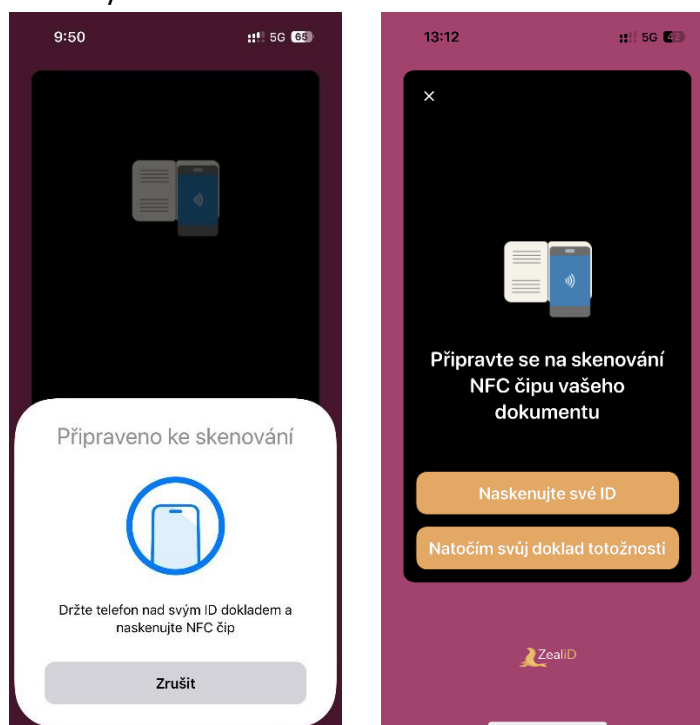 9:50
5G 65
Připraveno ke skenování
Držte telefon nad svým ID dokladem a
naskenujte NFC čip
Zrušit
13:12
5G 42
×
Připravte se na skenování
NFC čipu vašeho
dokumentu
Naskenujte své ID
Natočím svůj doklad totožnosti
ZealiD